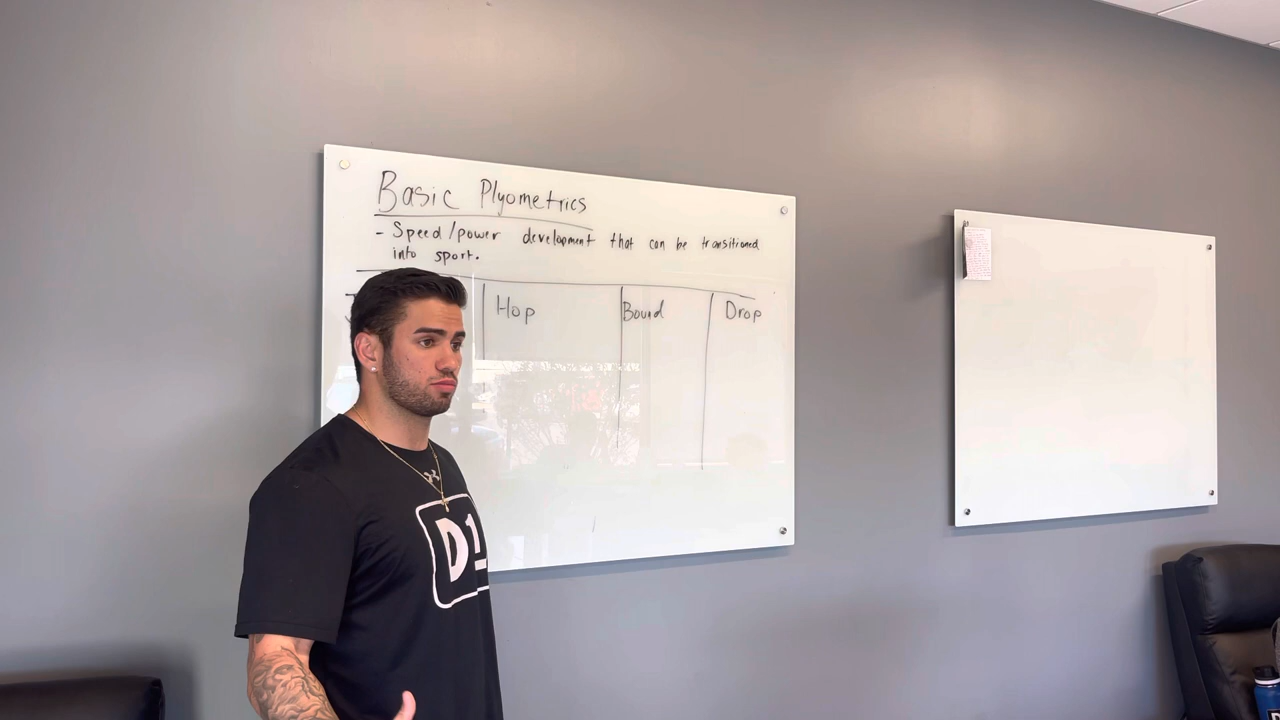 Basic Plyometrics
- Speed/power development that can be transitioned
into sport.
Hop Bound Drop
D1